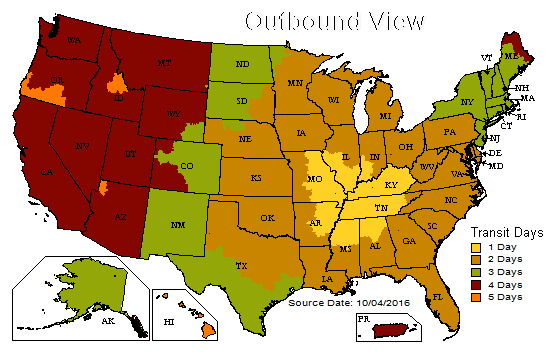 Outbound View
WA
MT
ND
MN
ME
VT
OR
ID
SD
WI
MI
NY
NH
MA
RI
CT
WY
IA
NE
PA
NJ
NV
UT
CO
IL
IN
OH
DE
MD
CA
KS
MO
KY
WV
VA
AZ
NM
OK
AR
TN
NC
SC
TX
MS
AL
GA
LA
FL
Transit Days
1 Day
2 Days
3 Days
4 Days
5 Days
Source Date: 10/04/2016
AK
HI
PR